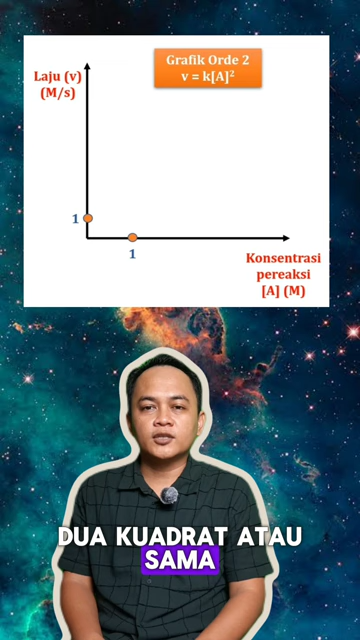 Grafik Orde 2
v = k[A]²
Laju (v)
(M/s)
1
1
Konsentrasi
pereaksi
[A] (M)
DUA KUADRAT ATAU
SAMA